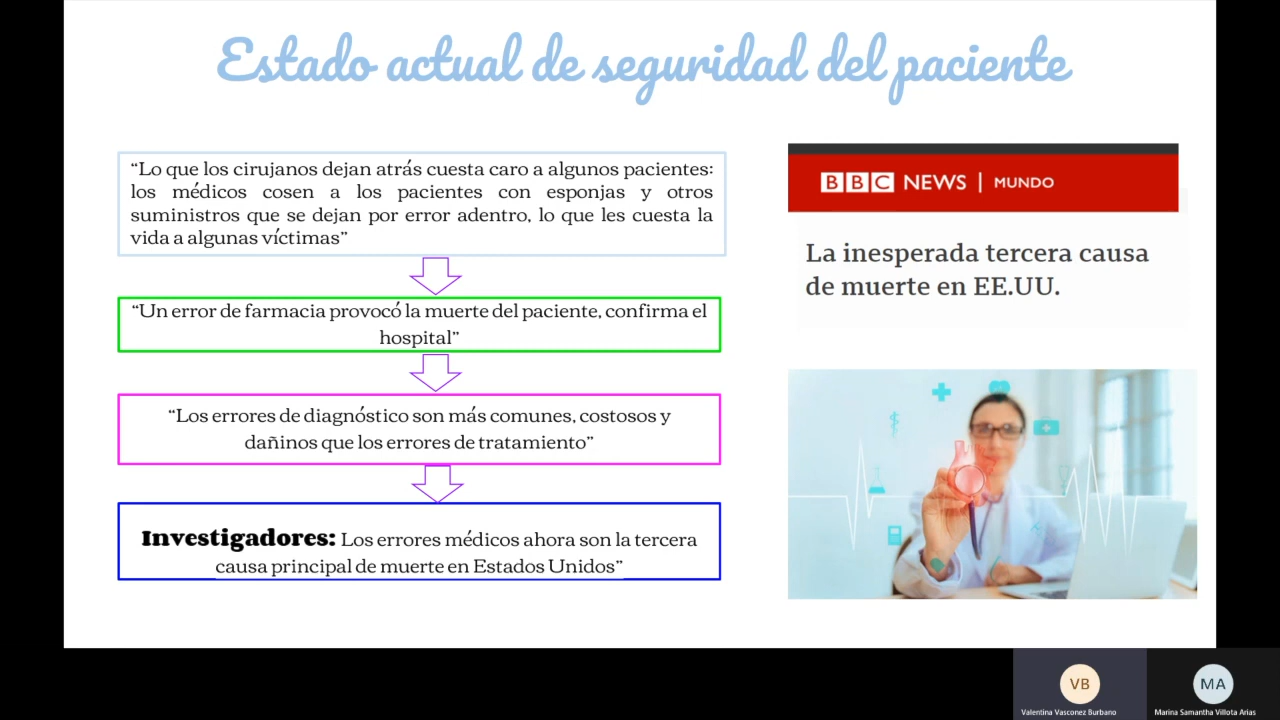 Estado actual de seguridad del paciente
“Lo que los cirujanos dejan atrás cuesta caro a algunos pacientes:
los médicos cosen a los pacientes con esponjas y otros
suministros que se dejan por error adentro, lo que les cuesta la
vida a algunas víctimas”
“Un error de farmacia provocó la muerte del paciente, confirma el
hospital”
“Los errores de diagnóstico son más comunes, costosos y
dañinos que los errores de tratamiento”
Investigadores: Los errores médicos ahora son la tercera
causa principal de muerte en Estados Unidos”
BBC NEWS | MUNDO
La inesperada tercera causa
de muerte en EE.UU.
VB
Valentina Vasconez Burbano
MA
Marina Samantha Villota Arias